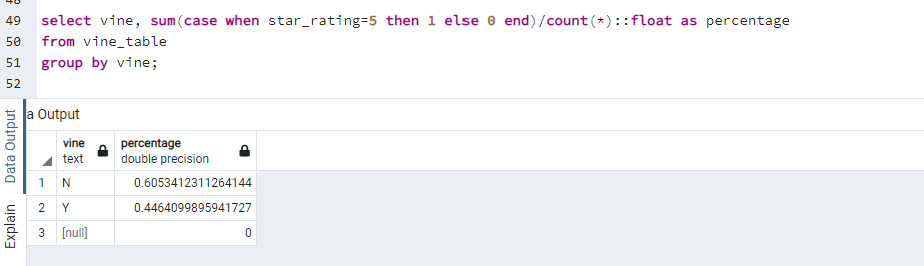 48
49 select vine, sum(case when star_rating=5 then 1 else 0 end)/count(*)::float as percentage
50 from vine_table
51 group by vine;
52
a Output
Data Output
Explain
vine percentage
text double precision
1 N 0.6053412311264144
2 Y 0.4464099895941727
3 [null] 0